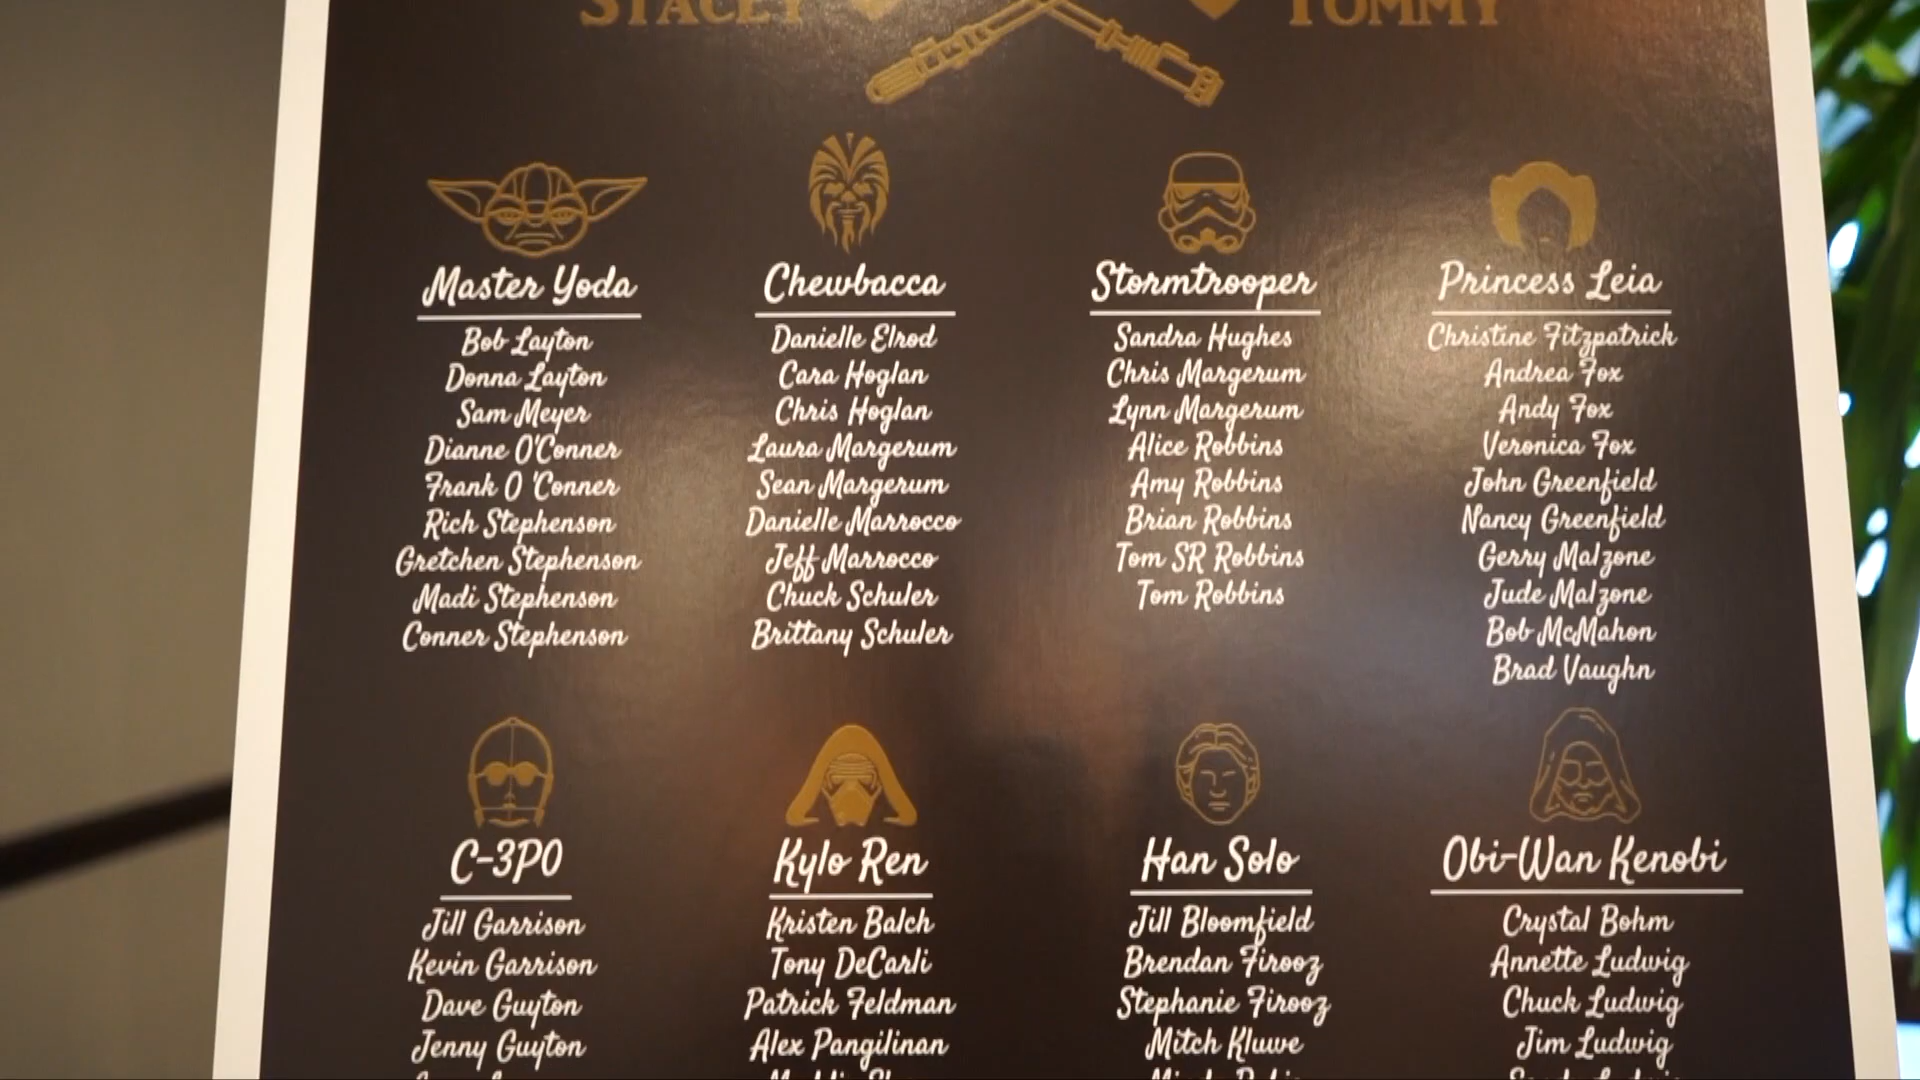 STACEY TOMMY
Master Yoda
Bob Layton
Donna Layton
Sam Meyer
Dianne O'Conner
Frank O 'Conner
Rich Stephenson
Gretchen Stephenson
Madi Stephenson
Conner Stephenson
Chewbacca
Danielle Elrod
Cara Hoglan
Chris Hoglan
Laura Margerum
Sean Margerum
Danielle Marrocco
Jeff Marrocco
Chuck Schuler
Brittany Schuler
Stormtrooper
Sandra Hughes
Chris Margerum
Lynn Margerum
Alice Robbins
Amy Robbins
Brian Robbins
Tom SR Robbins
Tom Robbins
Princess Leia
Christine Fitzpatrick
Andrea Fox
Andy Fox
Veronica Fox
John Greenfield
Nancy Greenfield
Gerry Malzone
Jude Malzone
Bob McMahon
Brad Vaughn
C-3PO
Jill Garrison
Kevin Garrison
Dave Guyton
Jenny Guyton
Kylo Ren
Kristen Balch
Tony DeCarli
Patrick Feldman
Alex Pangilinan
Han Solo
Jill Bloomfield
Brendan Firooz
Stephanie Firooz
Mitch Kluwe
Obi-Wan Kenobi
Crystal Bohm
Annette Ludwig
Chuck Ludwig
Jim Ludwig